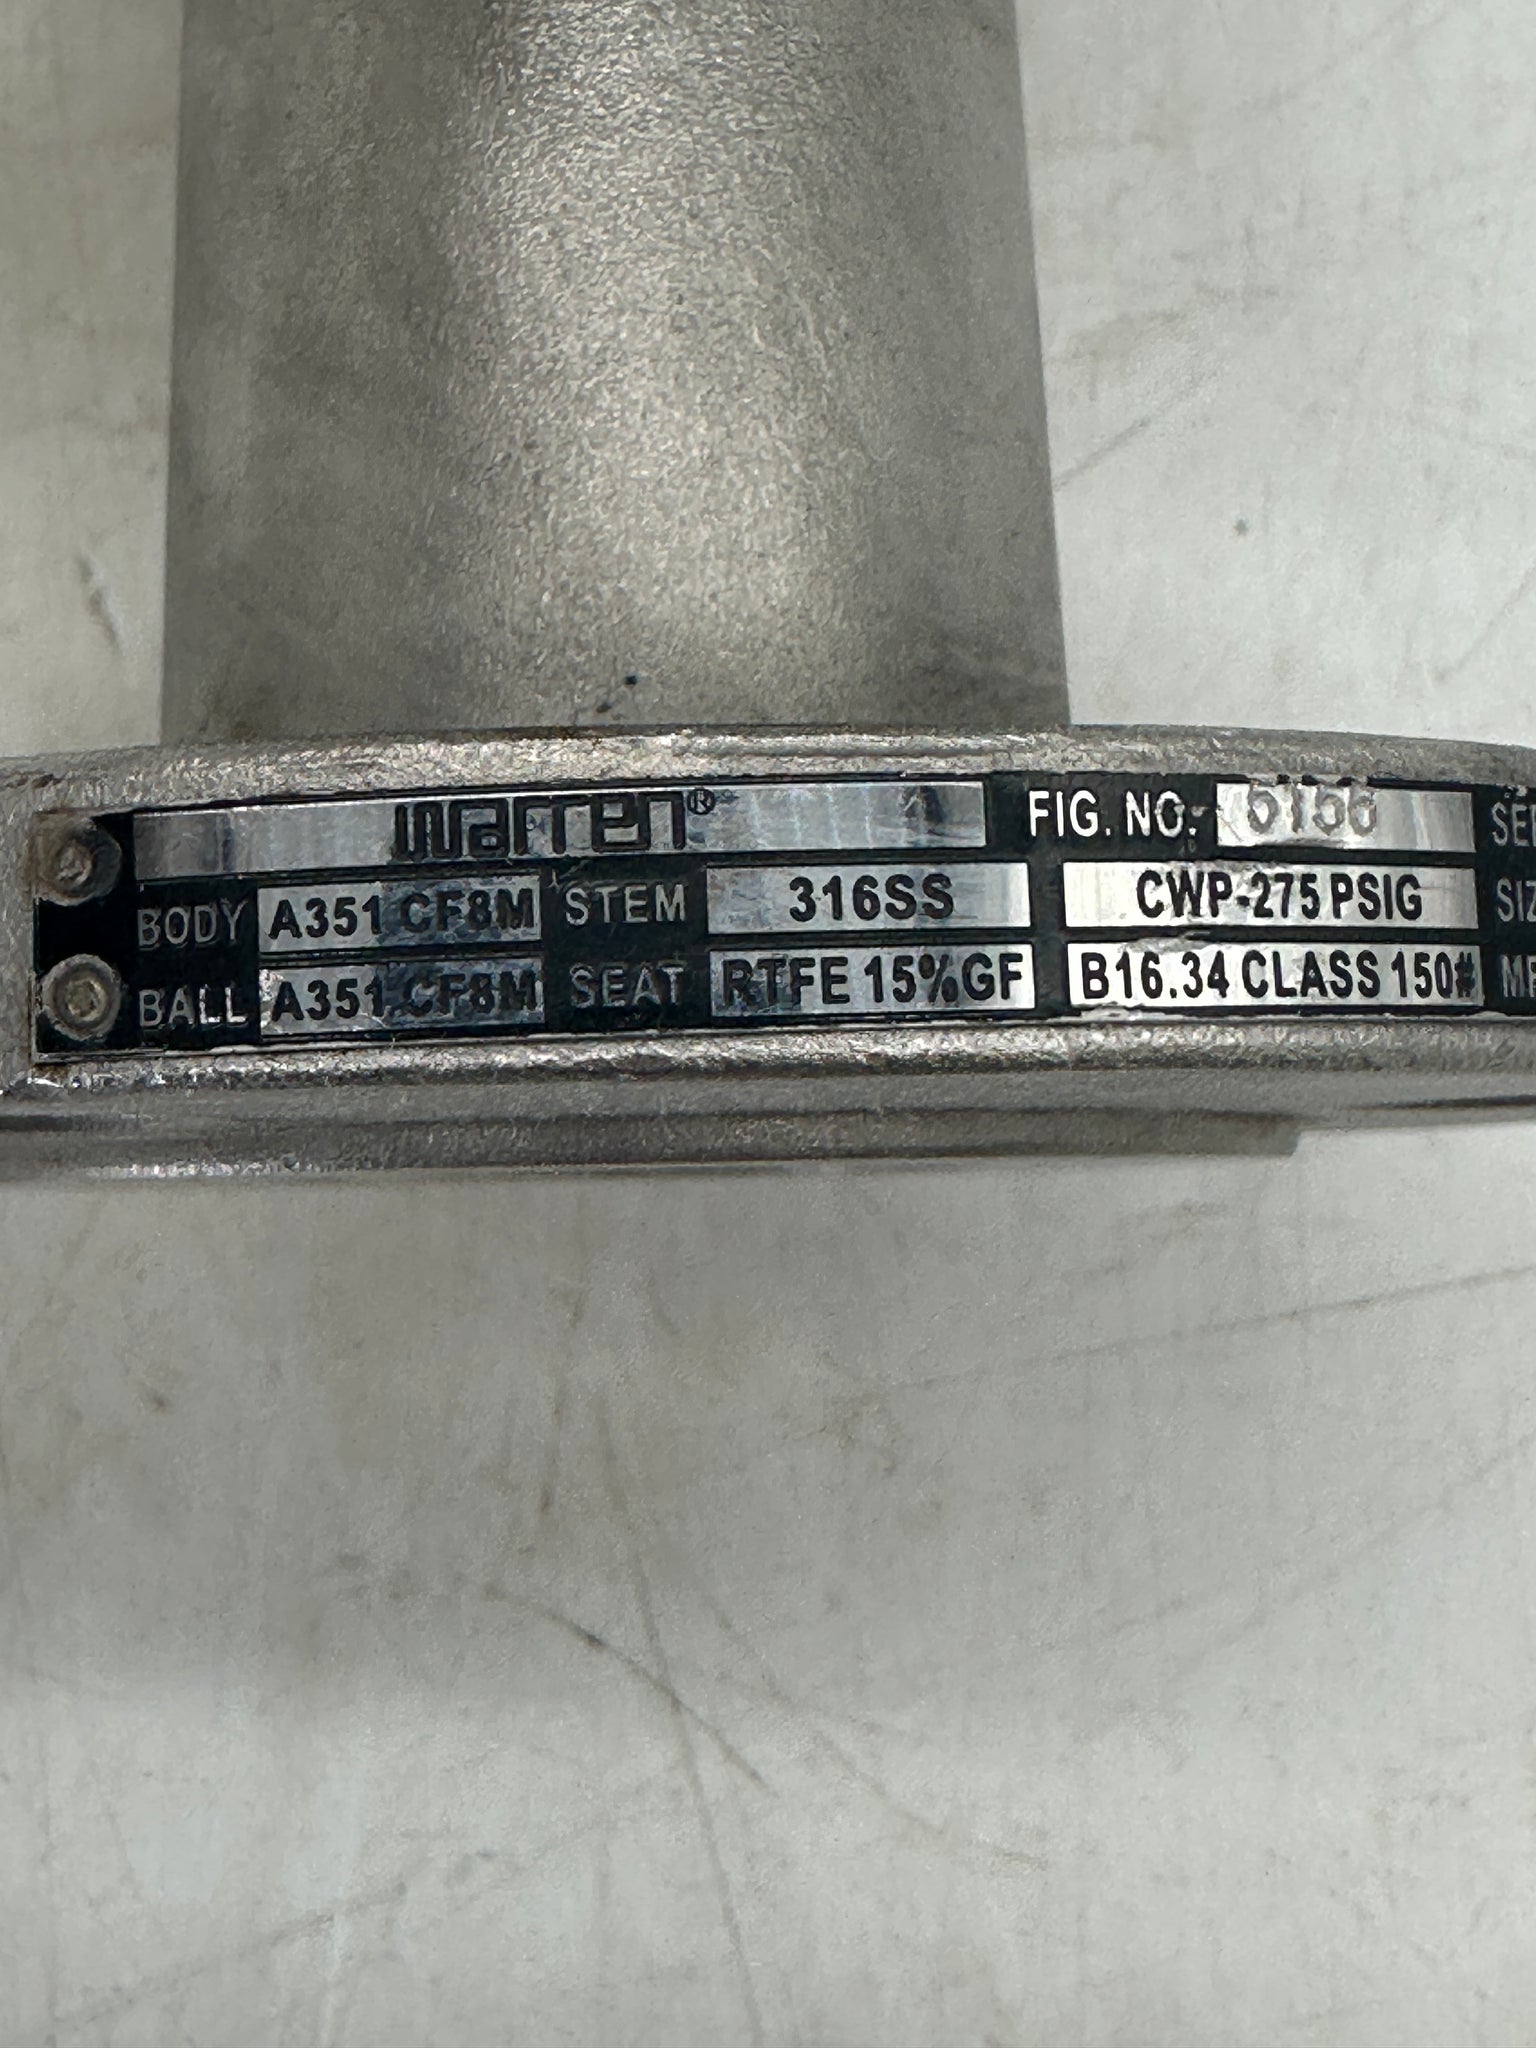 warren® FIG. NO.
BODY A351 CF8M STEM 316SS CWP-275 PSIG
BALL A351 CF8M SEAT RTFE 15%GF B16.34 CLASS 150#